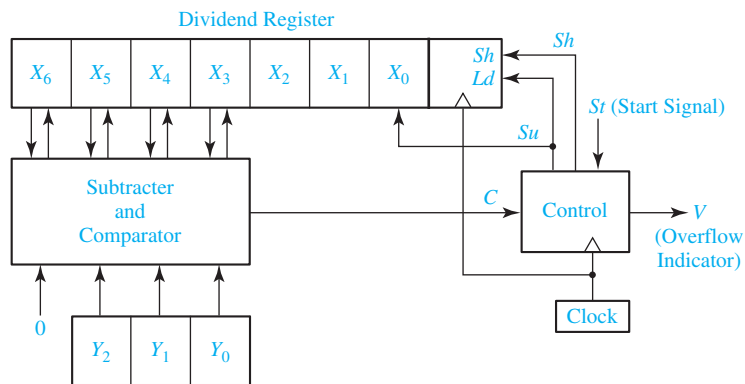 Dividend Register
X6 X5 X4 X3 X2 X1 X0
Sh
Ld
Sh
St (Start Signal)
Su
Subtracter
and
Comparator
C
Control
V
(Overflow
Indicator)
0
Clock
Y2 Y1 Y0